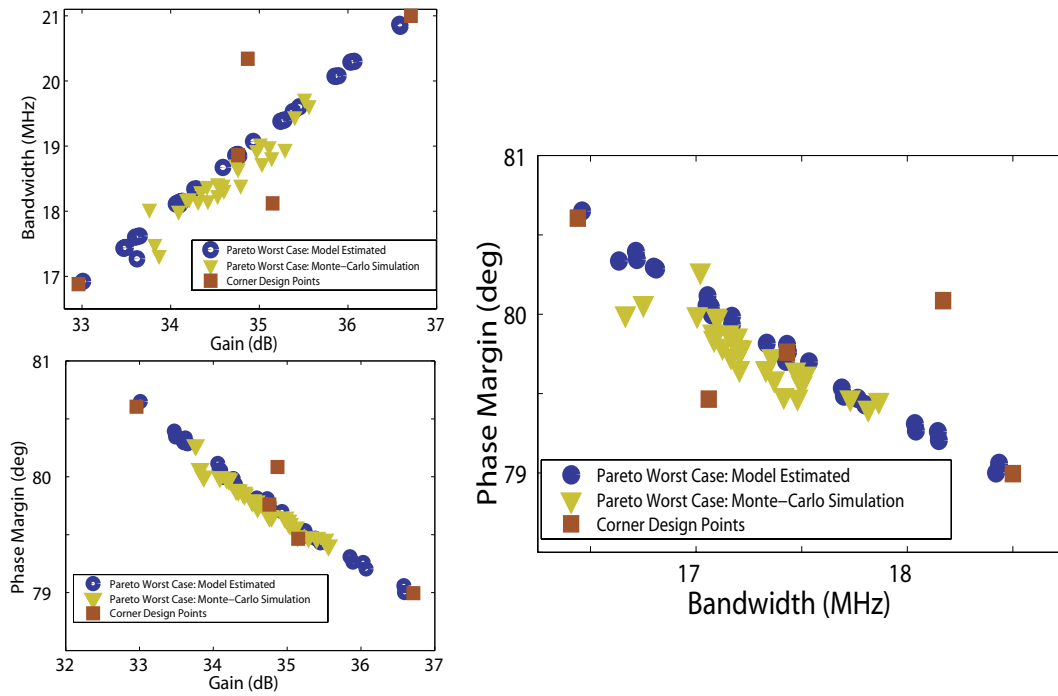 21
20
19
18
17
Bandwidth (MHz)
Pareto Worst Case: Model Estimated
Pareto Worst Case: Monte-Carlo Simulation
Corner Design Points
33 34 35 36 37
Gain (dB)
81
80
79
Phase Margin (deg)
Pareto Worst Case: Model Estimated
Pareto Worst Case: Monte-Carlo Simulation
Corner Design Points
32 33 34 35 36 37
Gain (dB)
81
80
79
Phase Margin (deg)
Pareto Worst Case: Model Estimated
Pareto Worst Case: Monte-Carlo Simulation
Corner Design Points
17 18
Bandwidth (MHz)